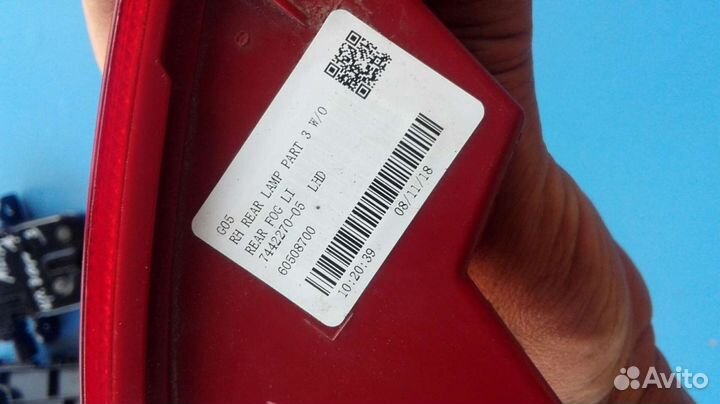 G05
RH REAR LAMP PART 3 W/O
REAR FOG LI
7442270-05 LHD
60508700
10:20:39
08/11/18
Avito